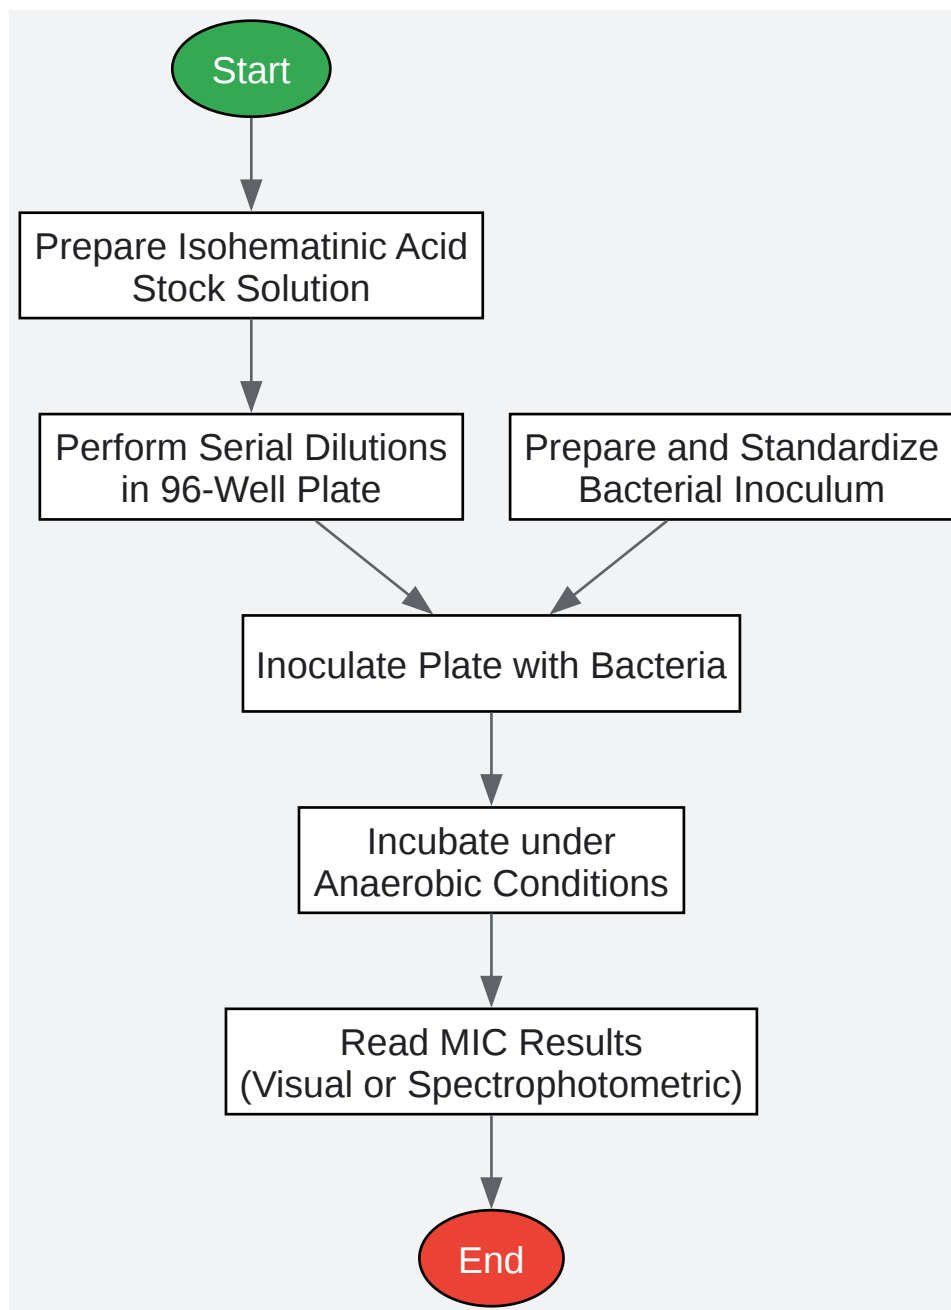 Start
Prepare Isohematinic Acid
Stock Solution
Perform Serial Dilutions
in 96-Well Plate
Prepare and Standardize
Bacterial Inoculum
Inoculate Plate with Bacteria
Incubate under
Anaerobic Conditions
Read MIC Results
(Visual or Spectrophotometric)
End